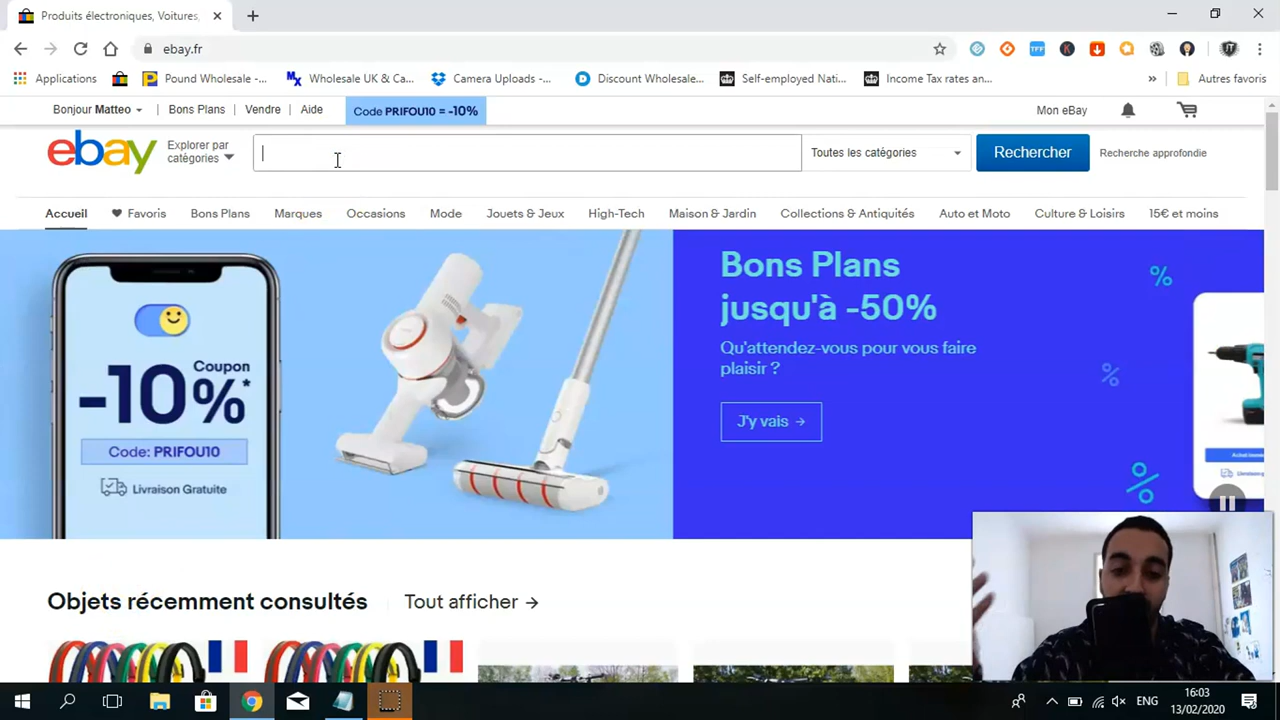 Produits électroniques, Voitures,
ebay.fr
Applications
Pound Wholesale -...
Wholesale UK & Ca...
Camera Uploads -...
Discount Wholesale...
Self-employed Nati...
Income Tax rates an...
»
Autres favoris
Bonjour Matteo
Bons Plans
Vendre
Aide
Code PRIFOU10 = -10%
Mon eBay
ebay
Explorer par
catégories
Toutes les catégories
Rechercher
Recherche approfondie
Accueil
Favoris
Bons Plans
Marques
Occasions
Mode
Jouets & Jeux
High-Tech
Maison & Jardin
Collections & Antiquités
Auto et Moto
Culture & Loisirs
15€ et moins
Coupon
-10%*
Code: PRIFOU10
Livraison Gratuite
Bons Plans
jusqu'à -50%
Qu'attendez-vous pour vous faire
plaisir ?
J'y vais →
%
%
%
Objets récemment consultés
Tout afficher →
ENG
16:03
13/02/2020